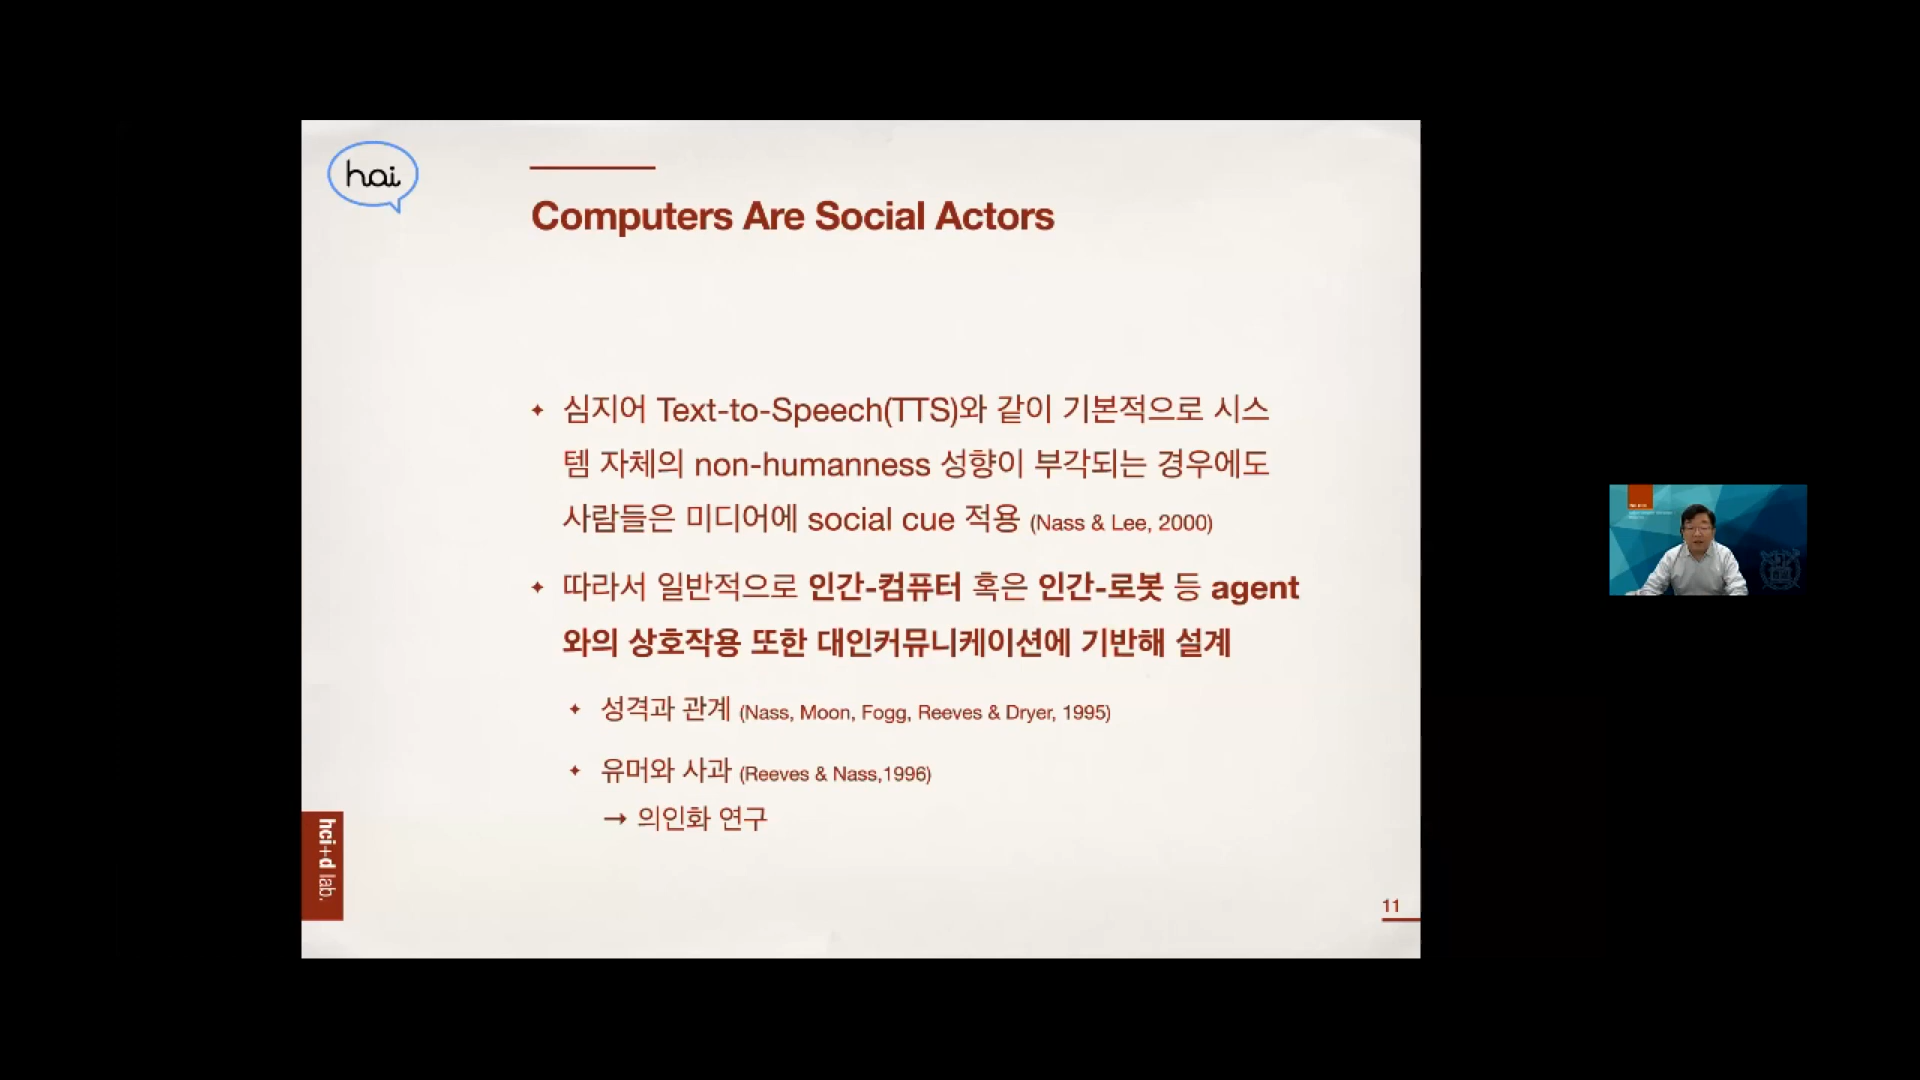 hai
Computers Are Social Actors
✦ 심지어 Text-to-Speech(TTS)와 같이 기본적으로 시스
템 자체의 non-humanness 성향이 부각되는 경우에도
사람들은 미디어에 social cue 적용 (Nass & Lee, 2000)
✦ 따라서 일반적으로 인간-컴퓨터 혹은 인간-로봇 등 agent
와의 상호작용 또한 대인커뮤니케이션에 기반해 설계
✦ 성격과 관계 (Nass, Moon, Fogg, Reeves & Dryer, 1995)
✦ 유머와 사과 (Reeves & Nass,1996)
→ 의인화 연구
hci+d lab.
11